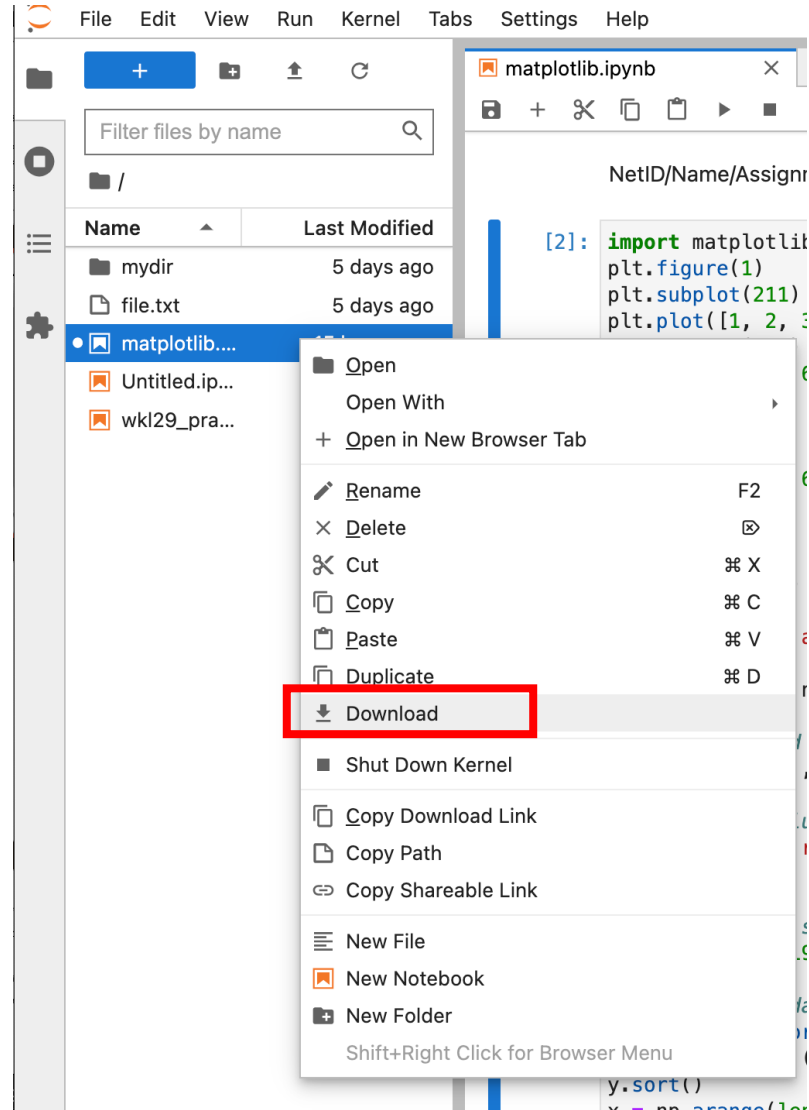 File Edit View Run Kernel Tabs Settings Help
matplotlib.ipynb
Filter files by name
/
NetID/Name/Assignm
Name Last Modified
mydir 5 days ago
file.txt 5 days ago
matplotlib....
Untitled.ip...
wkl29_pra...
[2]: import matplotlib
plt.figure(1)
plt.subplot(211)
plt.plot([1, 2, 3
Open
Open With
Open in New Browser Tab
Rename F2
Delete
Cut ⌘ X
Copy ⌘ C
Paste ⌘ V
Duplicate ⌘ D
Download
Shut Down Kernel
Copy Download Link
Copy Path
Copy Shareable Link
New File
New Notebook
New Folder
Shift+Right Click for Browser Menu
y.sort()